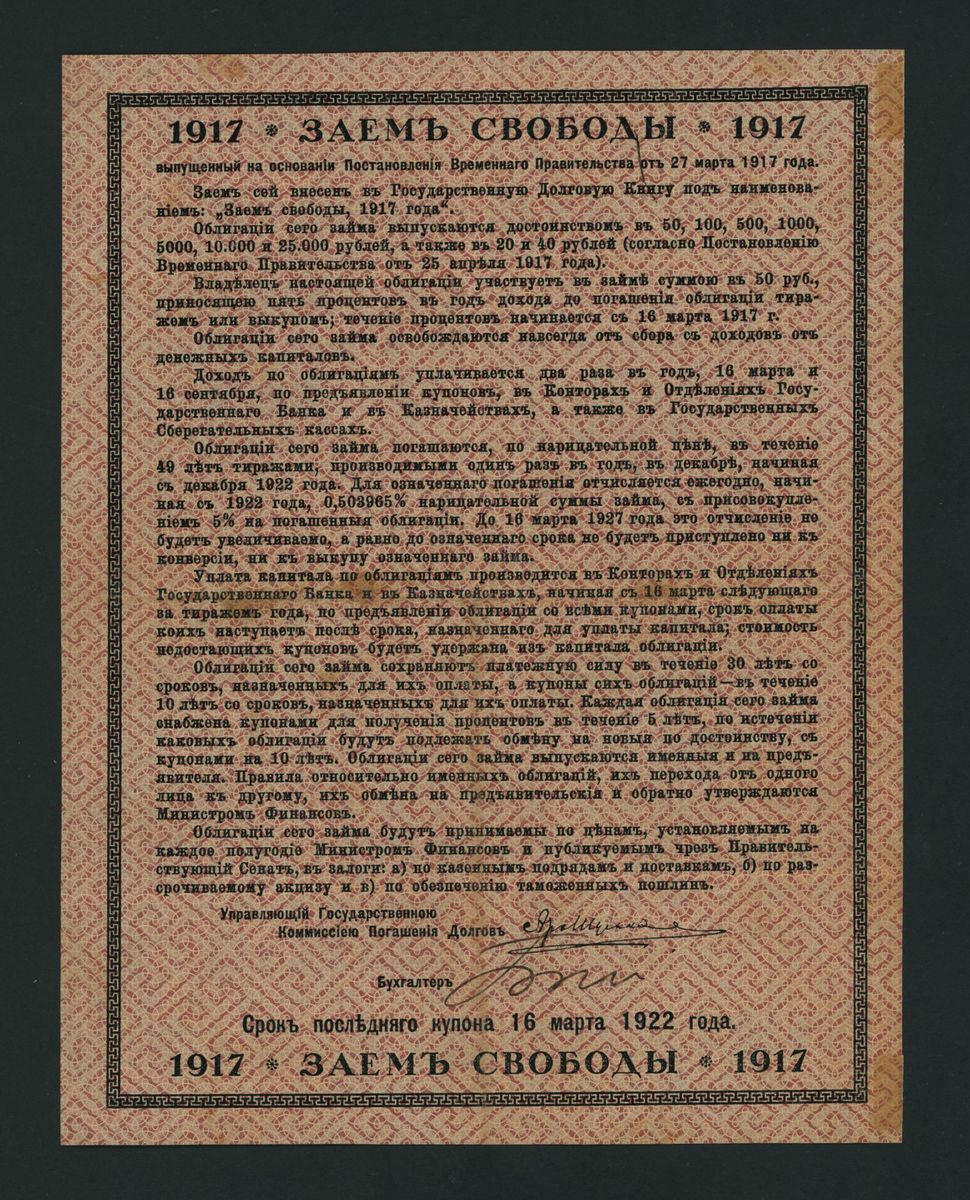 1917 * ЗАЕМЪ СВОБОДЫ * 1917
выпущенный на основаніи Постановленія Временнаго Правительства отъ 27 марта 1917 года.
Заемъ сей внесенъ въ Государственную Долговую Книгу подъ наименова-
ніемъ: „Заемъ свободы, 1917 года“.
Облигаціи сего займа выпускаются достоинствомъ въ 50, 100, 500, 1000,
5000, 10.000 и 25.000 рублей, а также въ 20 и 40 рублей (согласно Постановленію
Временнаго Правительства отъ 25 апрѣля 1917 года).
Владѣлецъ настоящей облигаціи участвуетъ въ займѣ суммою въ 50 руб.,
приносящею пять процентовъ въ годъ дохода до погашенія облигаціи тира-
жемъ или выкупомъ; теченіе процентовъ начинается съ 16 марта 1917 г.
Облигаціи сего займа освобождаются навсегда отъ сбора съ доходовъ отъ
денежныхъ капиталовъ.
Доходъ по облигаціямъ уплачивается два раза въ годъ, 16 марта и
16 сентября, по предъявленіи купоновъ, въ Конторахъ и Отдѣленіяхъ Госу-
дарственнаго Банка и въ Казначействахъ, а также въ Государственныхъ
Сберегательныхъ кассахъ.
Облигаціи сего займа погашаются, по нарицательной цѣнѣ, въ теченіе
49 лѣтъ тиражами, производимыми одинъ разъ въ годъ, въ декабрѣ, начиная
съ декабря 1922 года. Для означеннаго погашенія отчисляется ежегодно, начи-
ная съ 1922 года, 0,503965% нарицательной суммы займа, съ присовокупле-
ніемъ 5% на погашенныя облигаціи. До 16 марта 1927 года это отчисленіе не
будетъ увеличиваемо, а равно до означеннаго срока не будетъ приступлено ни къ
конверсіи, ни къ выкупу означеннаго займа.
Уплата капитала по облигаціямъ производится въ Конторахъ и Отдѣленіяхъ
Государственнаго Банка и въ Казначействахъ, начиная съ 16 марта слѣдующаго
за тиражемъ года, по предъявленіи облигацій со всѣми купонами, срокъ оплаты
коихъ наступаетъ послѣ срока, назначеннаго для уплаты капитала; стоимость
недостающихъ купоновъ будетъ удержана изъ капитала облигаціи.
Облигаціи сего займа сохраняютъ платежную силу въ теченіе 30 лѣтъ со
сроковъ, назначенныхъ для ихъ оплаты, а купоны сихъ облигацій—въ теченіе
10 лѣтъ со сроковъ, назначенныхъ для ихъ оплаты. Каждая облигація сего займа
снабжена купонами для полученія процентовъ въ теченіе 5 лѣтъ, по истеченіи
каковыхъ облигаціи будутъ подлежать обмѣну на новыя по достоинству, съ
купонами на 10 лѣтъ. Облигаціи сего займа выпускаются именныя и на предъ-
явителя. Правила относительно именныхъ облигацій, ихъ перехода отъ одного
лица къ другому, ихъ обмѣна на предъявительскія и обратно утверждаются
Министромъ Финансовъ.
Облигаціи сего займа будутъ принимаемы по цѣнамъ, установляемымъ на
каждое полугодіе Министромъ Финансовъ и публикуемымъ чрезъ Правитель-
ствующій Сенатъ, въ залоги: а) по казеннымъ подрядамъ и поставкамъ, б) по раз-
срочиваемому акцизу и в) по обезпеченію таможенныхъ пошлинъ.
Управляющій Государственною
Коммиссіею Погашенія Долговъ
Бухгалтеръ
Срокъ послѣдняго купона 16 марта 1922 года.
1917 * ЗАЕМЪ СВОБОДЫ * 1917